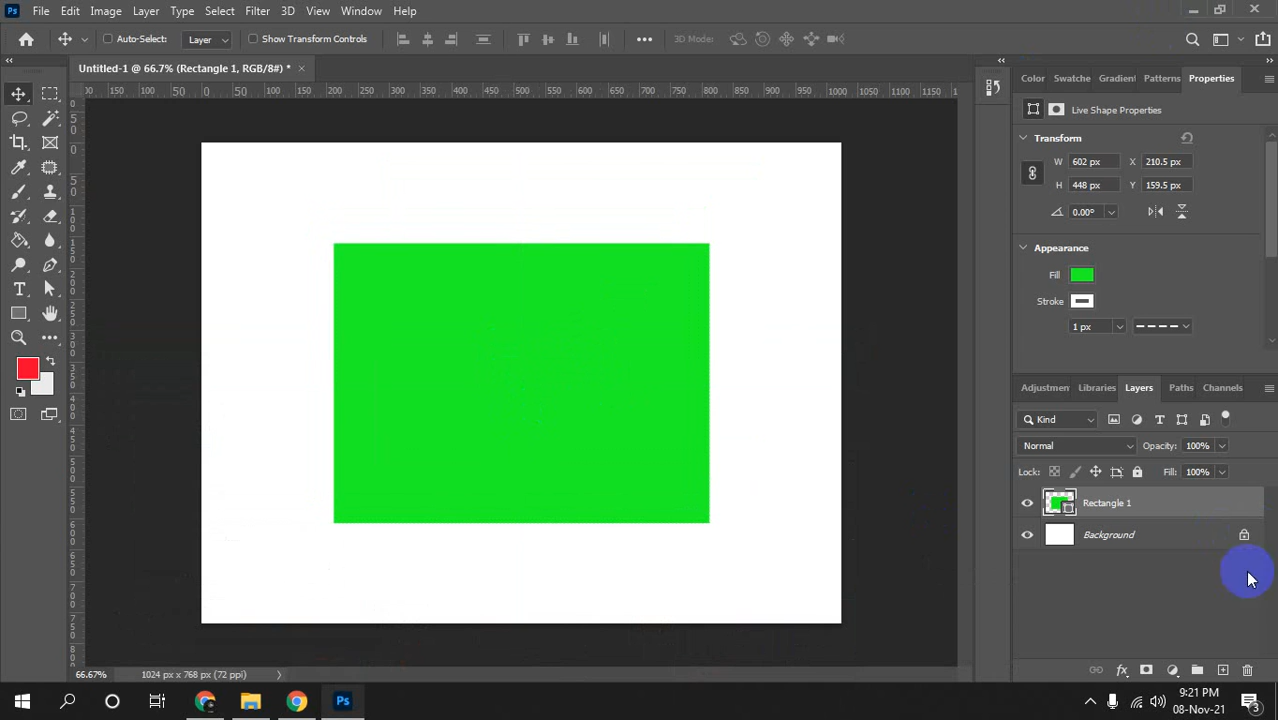 Ps File Edit Image Layer Type Select Filter 3D View Window Help
Auto-Select: Layer Show Transform Controls 3D Mode:
Untitled-1 @ 66.7% (Rectangle 1, RGB/8#) *
Color Swatche Gradient Patterns Properties
Live Shape Properties
Transform
W 602 px X 210.5 px
H 448 px Y 159.5 px
0.00°
Appearance
Fill
Stroke
1 px
Adjustmen Libraries Layers Paths Channels
Kind
Normal Opacity: 100%
Lock: Fill: 100%
Rectangle 1
Background
66.67% 1024 px x 768 px (72 ppi)
Ps
9:21 PM
08-Nov-21
3